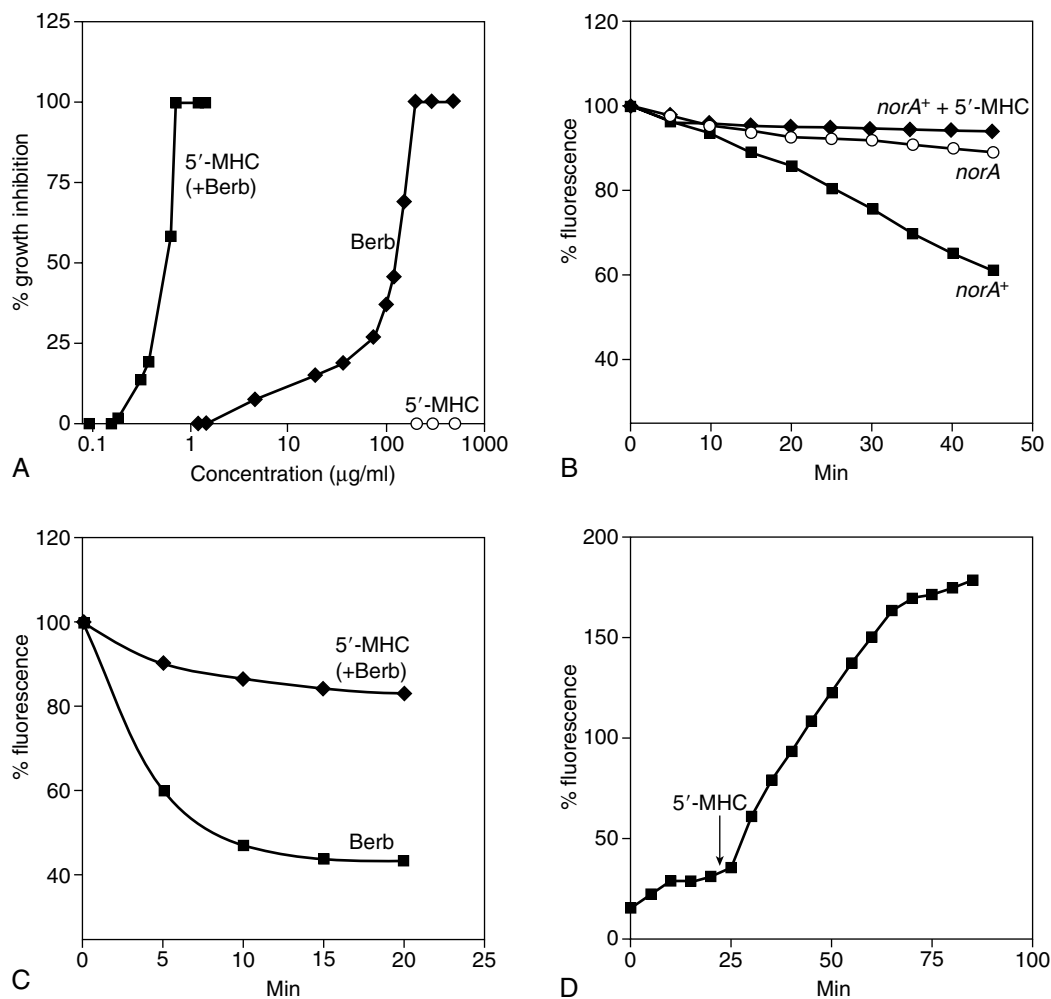 120
100
75
50
25
0
% growth inhibition
5′-MHC
(+Berb)
Berb
5′-MHC
0.1
1
10
100
1000
Concentration (μg/ml)
A
120
100
80
60
40
% fluorescence
norA+ + 5′-MHC
norA
norA+
0
10
20
30
40
50
Min
B
120
100
80
60
40
% fluorescence
5′-MHC
(+Berb)
Berb
0
5
10
15
20
25
Min
C
200
150
100
50
0
% fluorescence
5′-MHC
0
25
50
75
100
Min
D